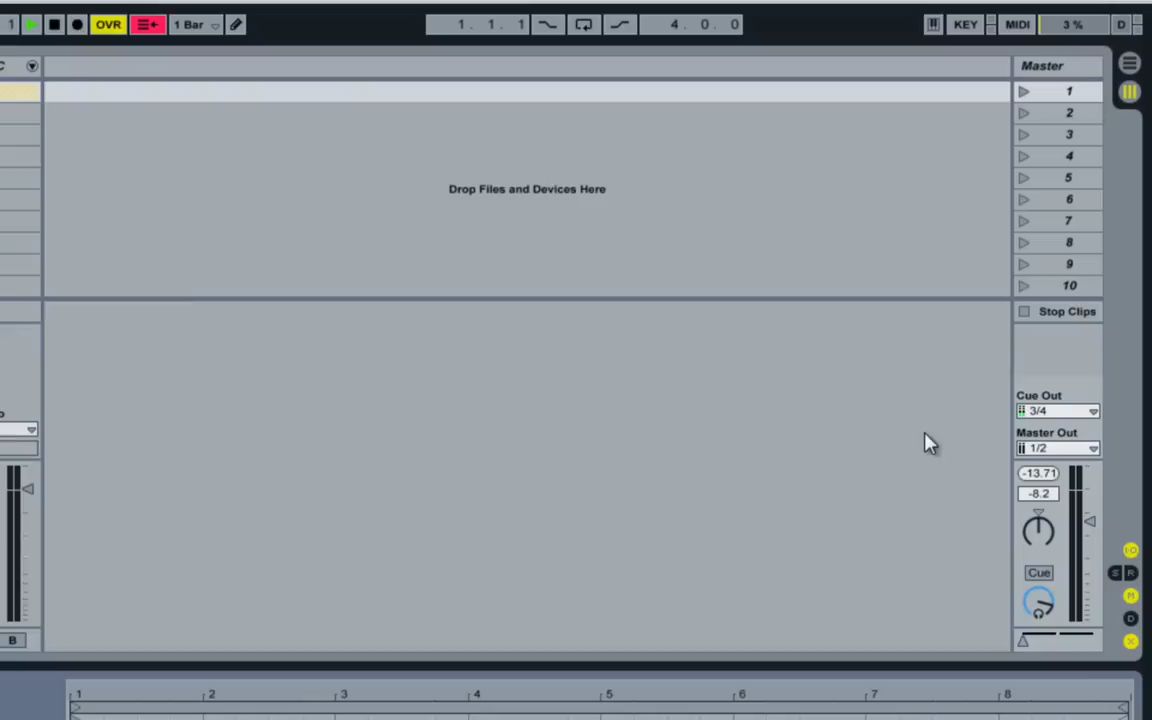 1 OVR 1 Bar 1. 1. 1 4. 0. 0 KEY MIDI 3 % D
C Master
1
2
3
Drop Files and Devices Here
4
5
6
7
8
9
10
Stop Clips
Cue Out
3/4
Master Out
1/2
-13.71
-8.2
I·O
Cue
S R
M
D
B
X
1 2 3 4 5 6 7 8